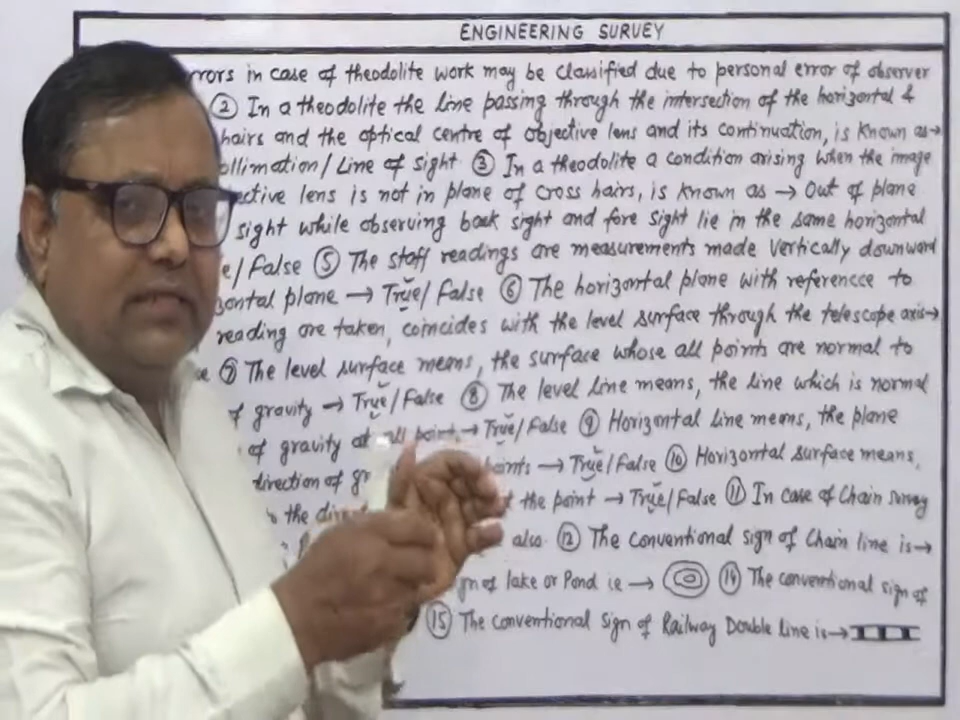 ENGINEERING SURVEY
rrors in case of theodolite work may be classified due to personal error of observer
② In a theodolite the line passing through the intersection of the horizontal &
hairs and the optical centre of objective lens and its continuation, is known as→
ollimation/Line of Sight ③ In a theodolite a condition arising when the image
ective lens is not in plane of cross hairs, is known as → Out of plane
sight while observing back sight and fore sight lie in the same horizontal
e/False ⑤ The staff readings are measurements made vertically downward
zontal plane → True/False ⑥ The horizontal plane with referencce to
reading are taken, coincides with the level surface through the telescope axis→
e ⑦ The level surface means, the surface whose all points are normal to
f gravity → True/False ⑧ The level line means, the line which is normal
of gravity at all point → True/False ⑨ Horizontal line means, the plane
direction of gr oints → True/False ⑩ Horizontal surface means,
the dire t the point → True/False ⑪ In case of Chain survey
also ⑫ The conventional sign of Chain line is→
gn of lake or Pond ie → ⑭ The conventional sign of
⑮ The conventional sign of Railway Double line is→